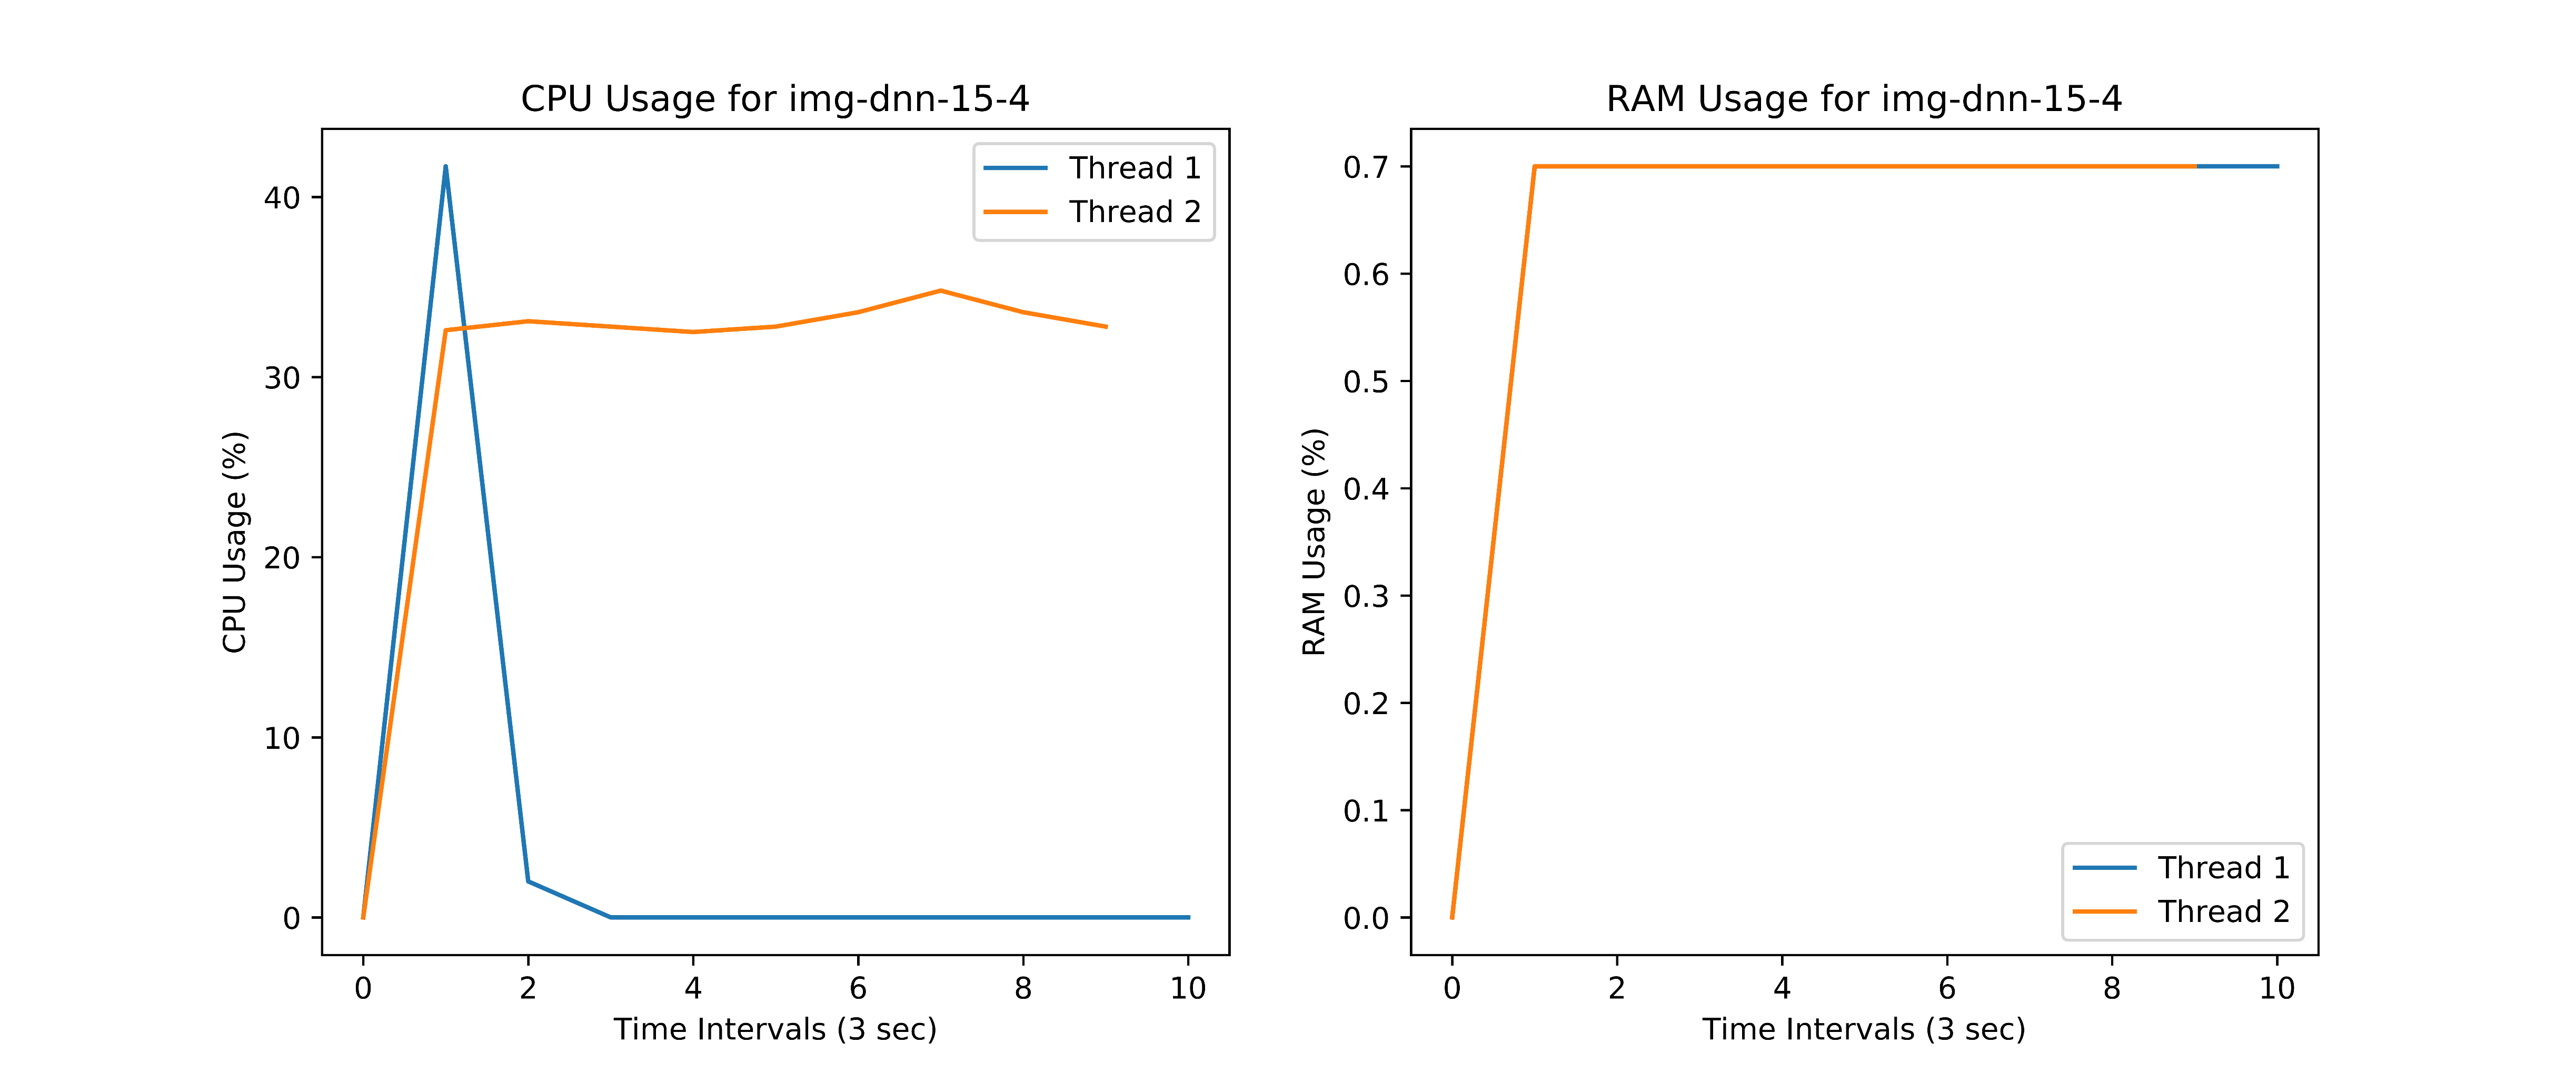 CPU Usage for img-dnn-15-4
Thread 1
Thread 2
40
30
20
10
0
CPU Usage (%)
0 2 4 6 8 10
Time Intervals (3 sec)
RAM Usage for img-dnn-15-4
0.7
0.6
0.5
0.4
0.3
0.2
0.1
0.0
RAM Usage (%)
Thread 1
Thread 2
0 2 4 6 8 10
Time Intervals (3 sec)